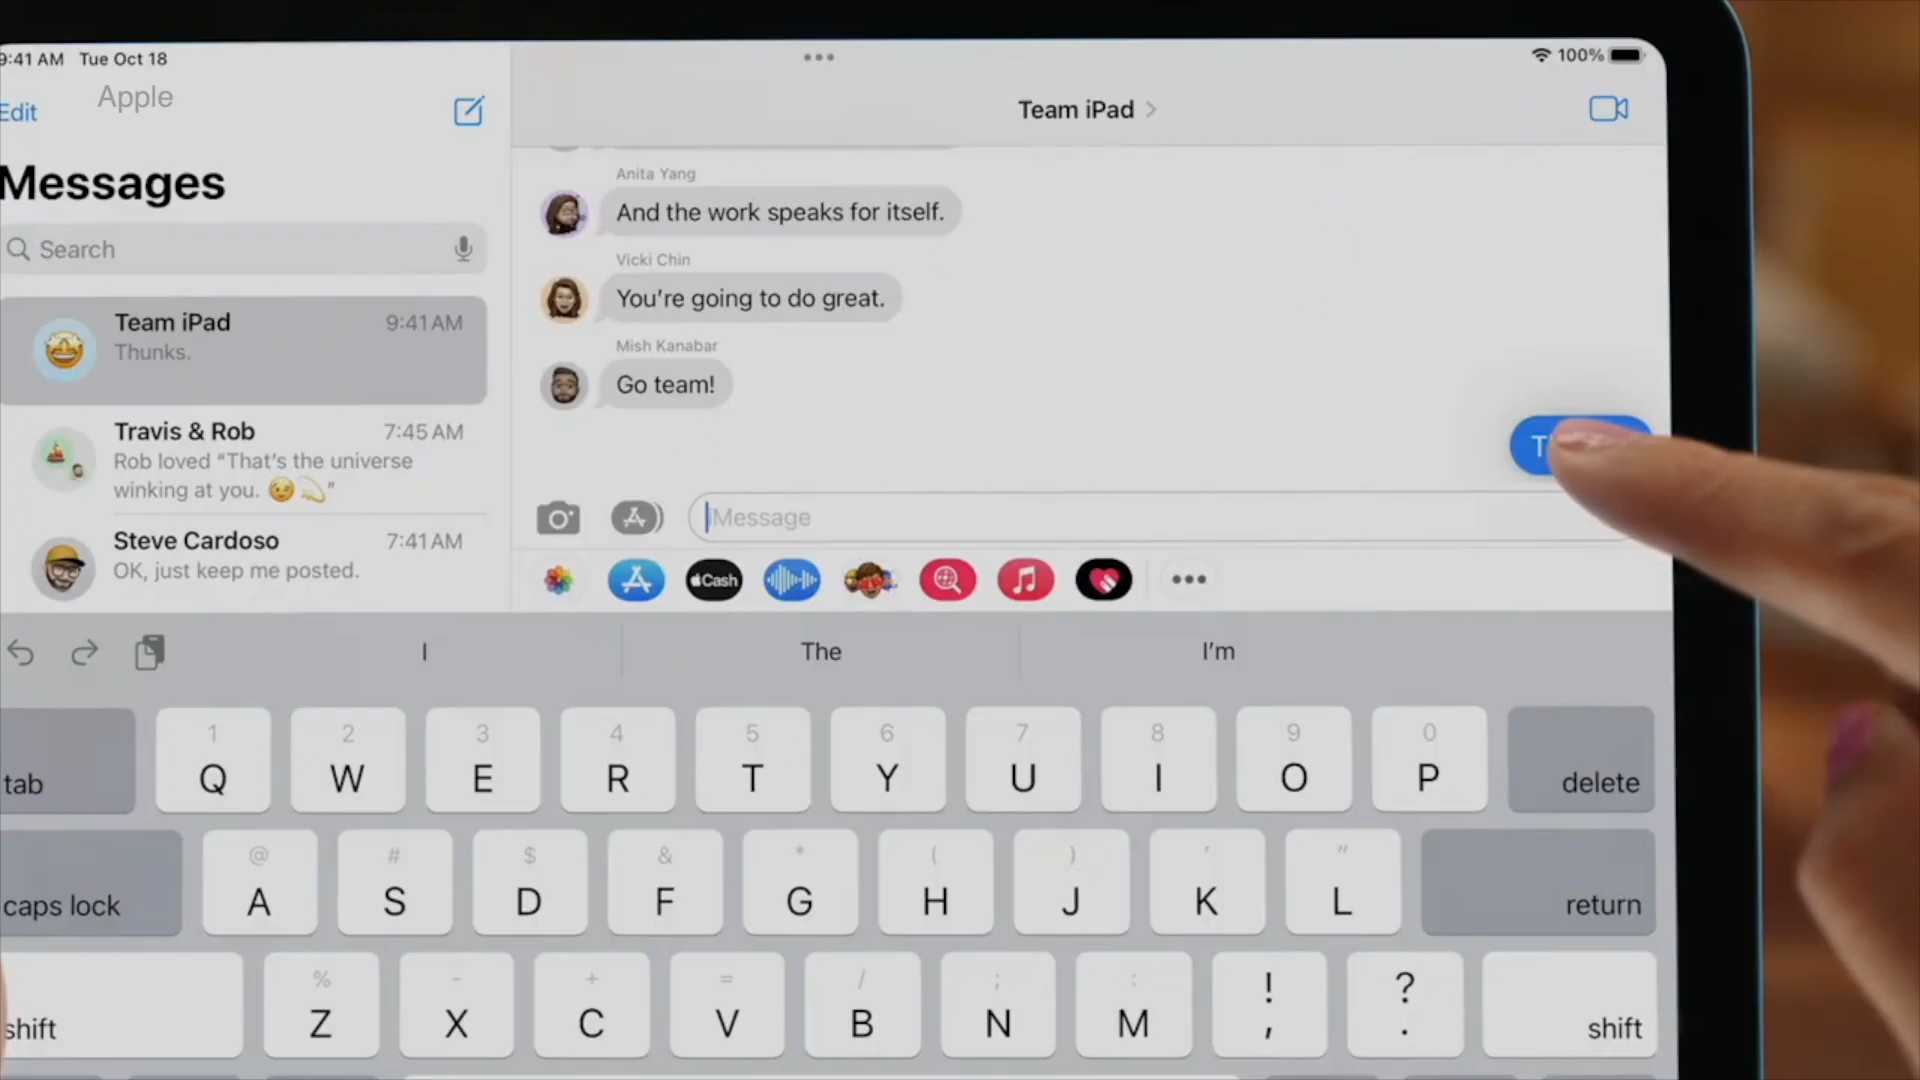 9:41 AM Tue Oct 18
100%
Apple
Edit
Messages
Search
Team iPad
9:41 AM
Thunks.
Travis & Rob
7:45 AM
Rob loved “That’s the universe
winking at you. 😉💫”
Steve Cardoso
7:41 AM
OK, just keep me posted.
Team iPad
Anita Yang
And the work speaks for itself.
Vicki Chin
You’re going to do great.
Mish Kanabar
Go team!
iMessage
Cash
I
The
I’m
1 2 3 4 5 6 7 8 9 0
tab Q W E R T Y U I O P delete
@ # $ & * ( ) ’ ”
caps lock A S D F G H J K L return
% - + = / ; : ! ?
shift Z X C V B N M , . shift